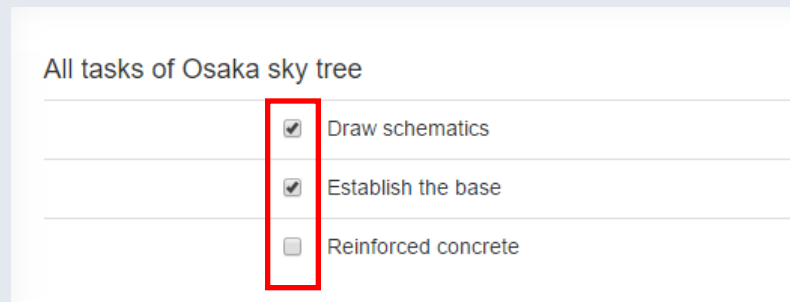 All tasks of Osaka sky tree
Draw schematics
Establish the base
Reinforced concrete